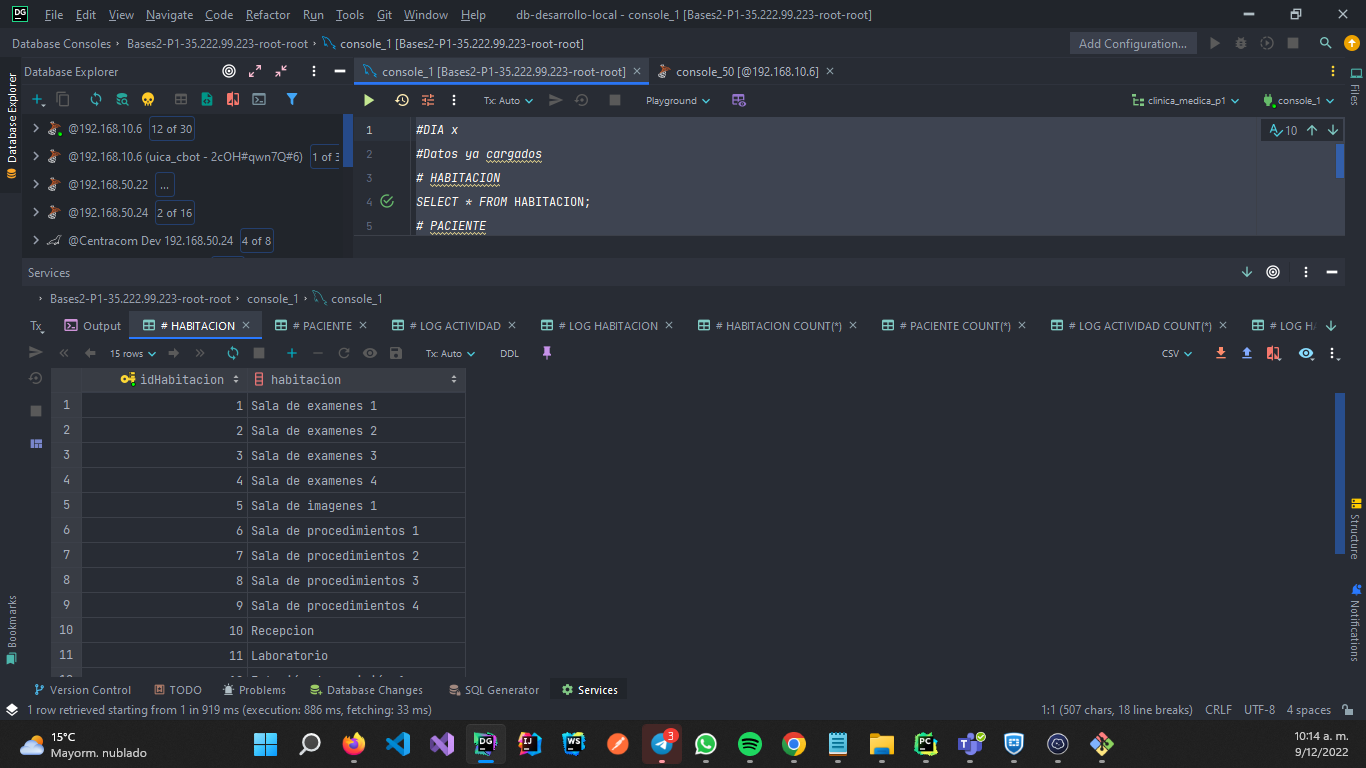 DG File Edit View Navigate Code Refactor Run Tools Git Window Help db-desarrollo-local - console_1 [Bases2-P1-35.222.99.223-root-root]
Database Consoles Bases2-P1-35.222.99.223-root-root console_1 [Bases2-P1-35.222.99.223-root-root] Add Configuration...
Database Explorer
console_1 [Bases2-P1-35.222.99.223-root-root] console_50 [@192.168.10.6]
Tx: Auto Playground clinica_medica_p1 console_1
Database Explorer
Files
@192.168.10.6 12 of 30
@192.168.10.6 (uica_cbot - 2cOH#qwn7Q#6) 1 of 3
@192.168.50.22 ...
@192.168.50.24 2 of 16
@Centracom Dev 192.168.50.24 4 of 8
1 #DIA x
10
2 #Datos ya cargados
3 # HABITACION
4 SELECT * FROM HABITACION;
5 # PACIENTE
Services
Bases2-P1-35.222.99.223-root-root console_1 console_1
Tx Output # HABITACION # PACIENTE # LOG ACTIVIDAD # LOG HABITACION # HABITACION COUNT(*) # PACIENTE COUNT(*) # LOG ACTIVIDAD COUNT(*) # LOG H
15 rows Tx: Auto DDL CSV
idHabitacion habitacion
1 1 Sala de examenes 1
2 2 Sala de examenes 2
3 3 Sala de examenes 3
4 4 Sala de examenes 4
5 5 Sala de imagenes 1
6 6 Sala de procedimientos 1
7 7 Sala de procedimientos 2
8 8 Sala de procedimientos 3
9 9 Sala de procedimientos 4
10 10 Recepcion
11 11 Laboratorio
Bookmarks
Structure
Notifications
Version Control TODO Problems Database Changes SQL Generator Services
1 row retrieved starting from 1 in 919 ms (execution: 886 ms, fetching: 33 ms) 1:1 (507 chars, 18 line breaks) CRLF UTF-8 4 spaces
15°C
Mayorm. nublado
DG IJ WS 3 PC
10:14 a. m.
9/12/2022